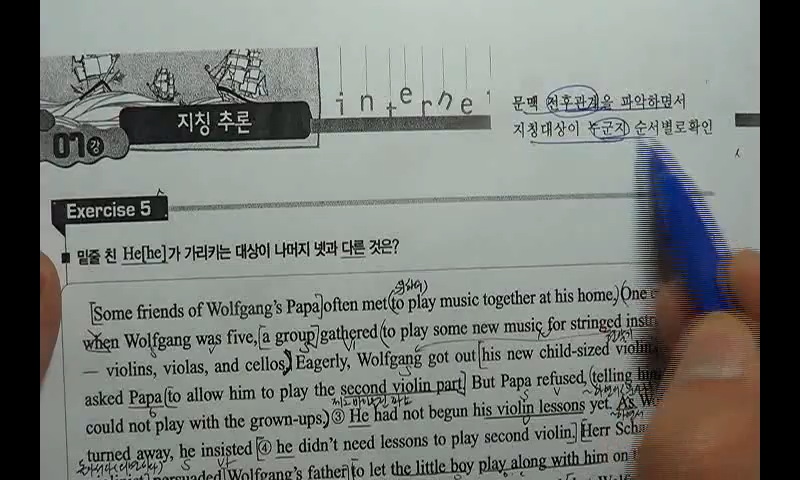 internet
문맥 전후관계을 파악하면서
지칭대상이 누군지 순서별로확인
지칭 추론
07강
Exercise 5
밑줄 친 He[he]가 가리키는 대상이 나머지 넷과 다른 것은?
[Some friends of Wolfgang's Papa] often met (to play music together at his home.) (One
when Wolfgang was five, [a group] gathered (to play some new music for stringed
— violins, violas, and cellos.) Eagerly, Wolfgang got out [his new child-sized
asked Papa (to allow him to play the second violin part.] But Papa refused, (telling
could not play with the grown-ups.) ③ He had not begun his violin lessons yet. As
turned away, he insisted [④ he didn't need lessons to play second violin.] [Herr
persuaded [Wolfgang's father] to let the little boy play along with him on